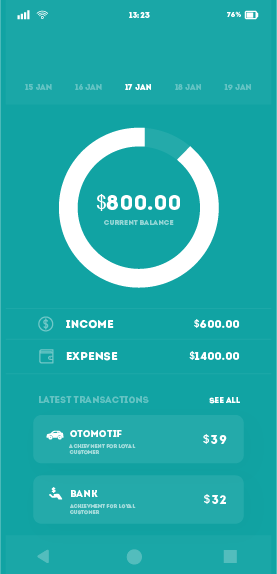 13:23
76%
15 JAN 16 JAN 17 JAN 18 JAN 19 JAN
$800.00
CURRENT BALANCE
INCOME $600.00
EXPENSE $1400.00
LATEST TRANSACTIONS SEE ALL
OTOMOTIF $39
ACHIEVMENT FOR LOYAL
CUSTOMER
BANK $32
ACHIEVMENT FOR LOYAL
CUSTOMER